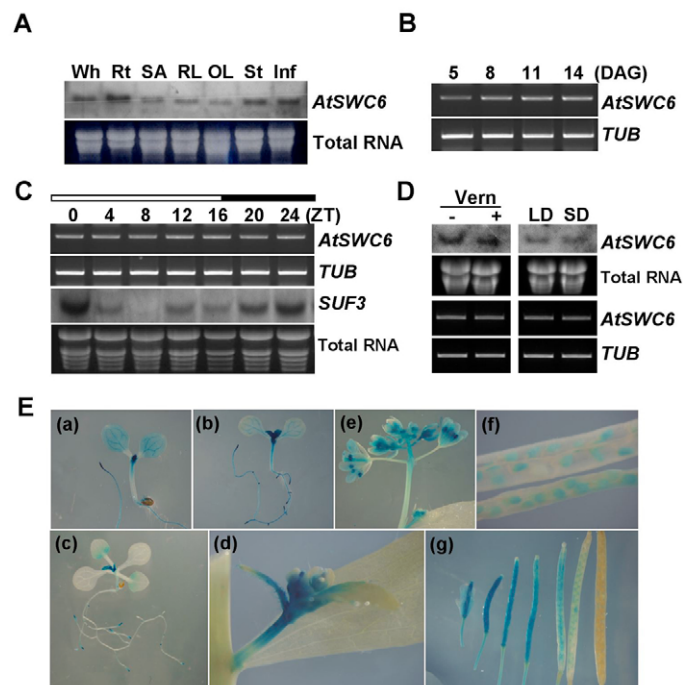 A
Wh Rt SA RL OL St Inf
AtSWC6
Total RNA
B
5 8 11 14 (DAG)
AtSWC6
TUB
C
0 4 8 12 16 20 24 (ZT)
AtSWC6
TUB
SUF3
Total RNA
D
Vern
- + LD SD
AtSWC6
Total RNA
AtSWC6
TUB
E
(a) (b) (e) (f)
(c) (d) (g)